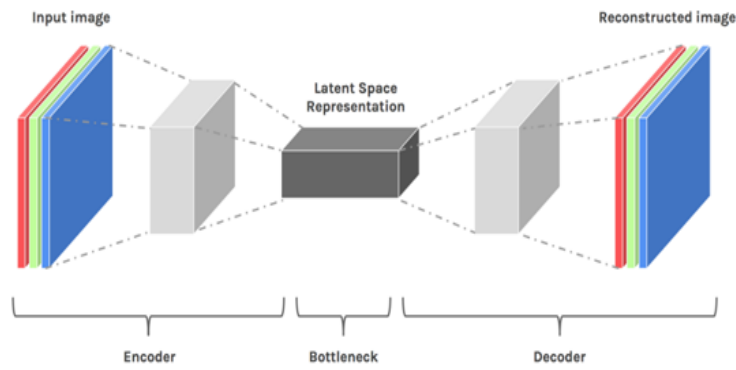 Input image
Reconstructed image
Latent Space
Representation
Encoder
Bottleneck
Decoder